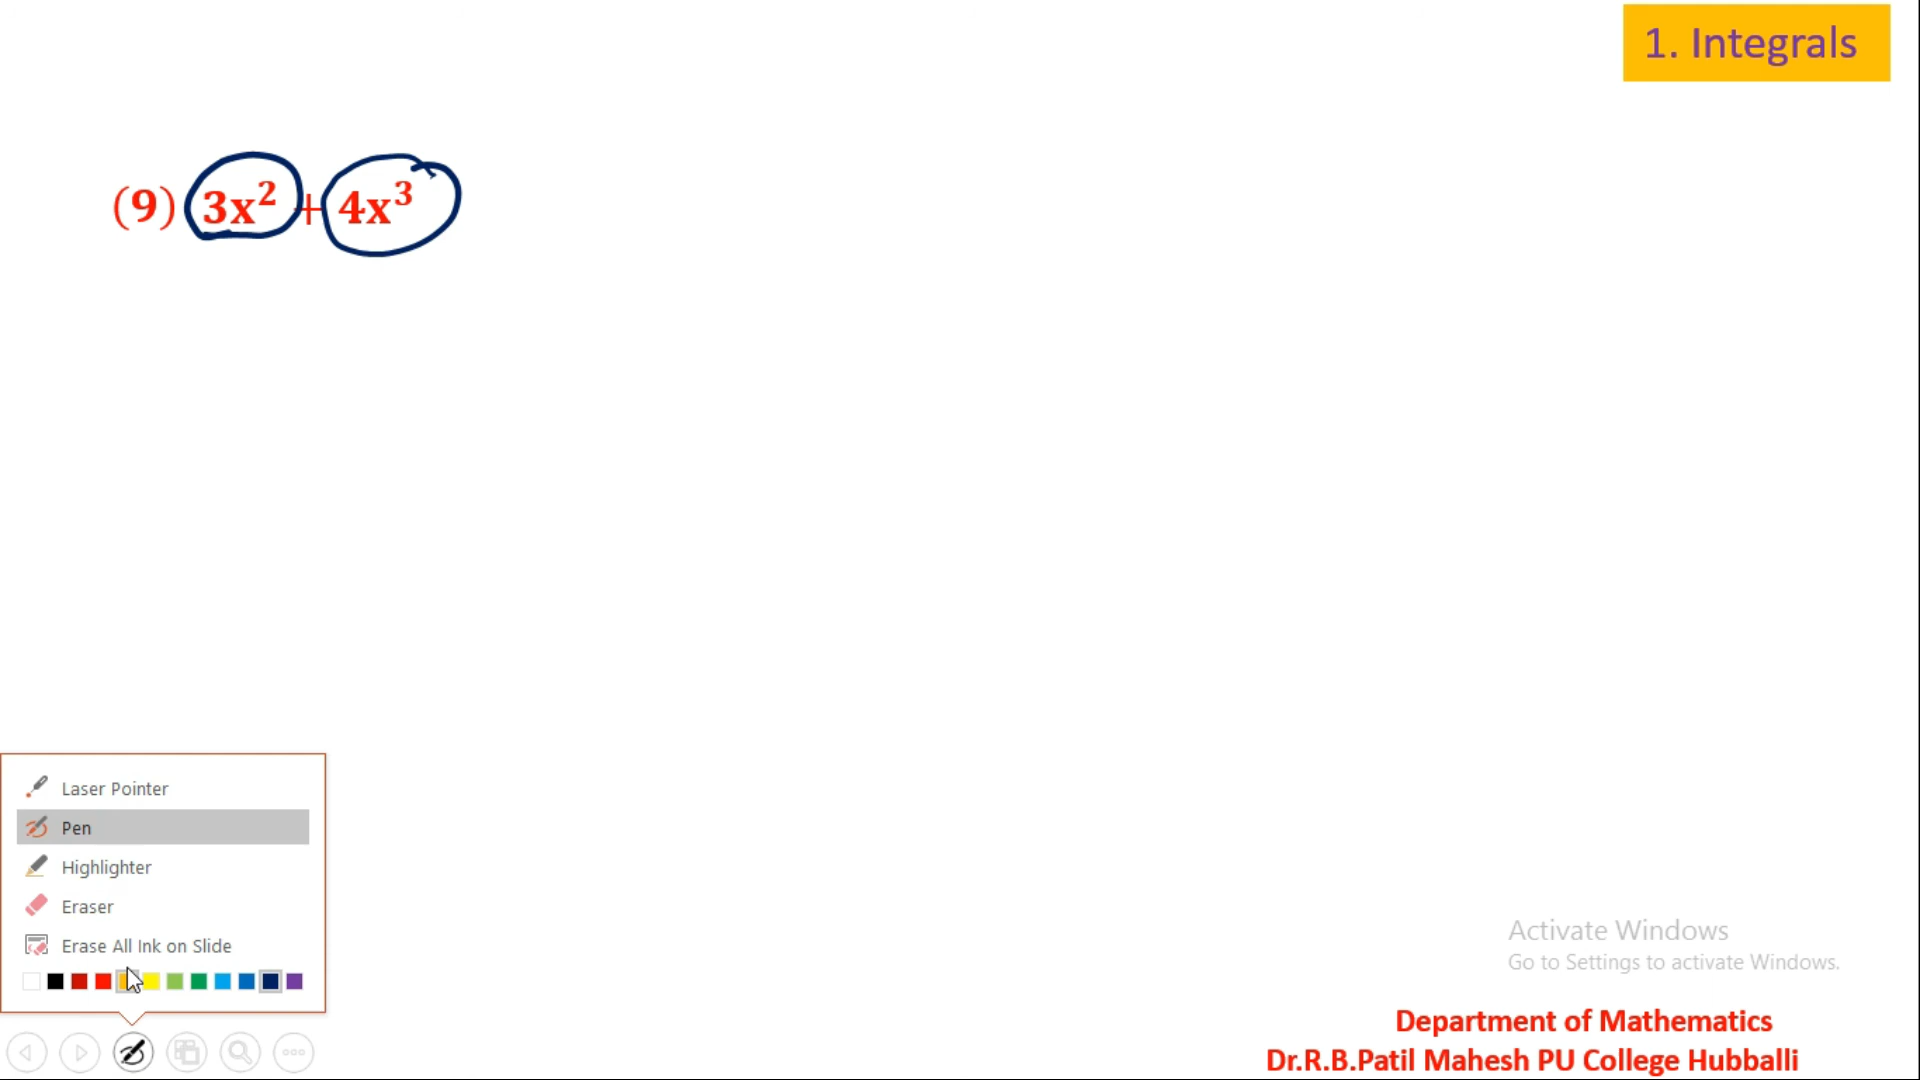 1. Integrals
(9) 3x² + 4x³
Laser Pointer
Pen
Highlighter
Eraser
Erase All Ink on Slide
Activate Windows
Go to Settings to activate Windows.
Department of Mathematics
Dr.R.B.Patil Mahesh PU College Hubballi